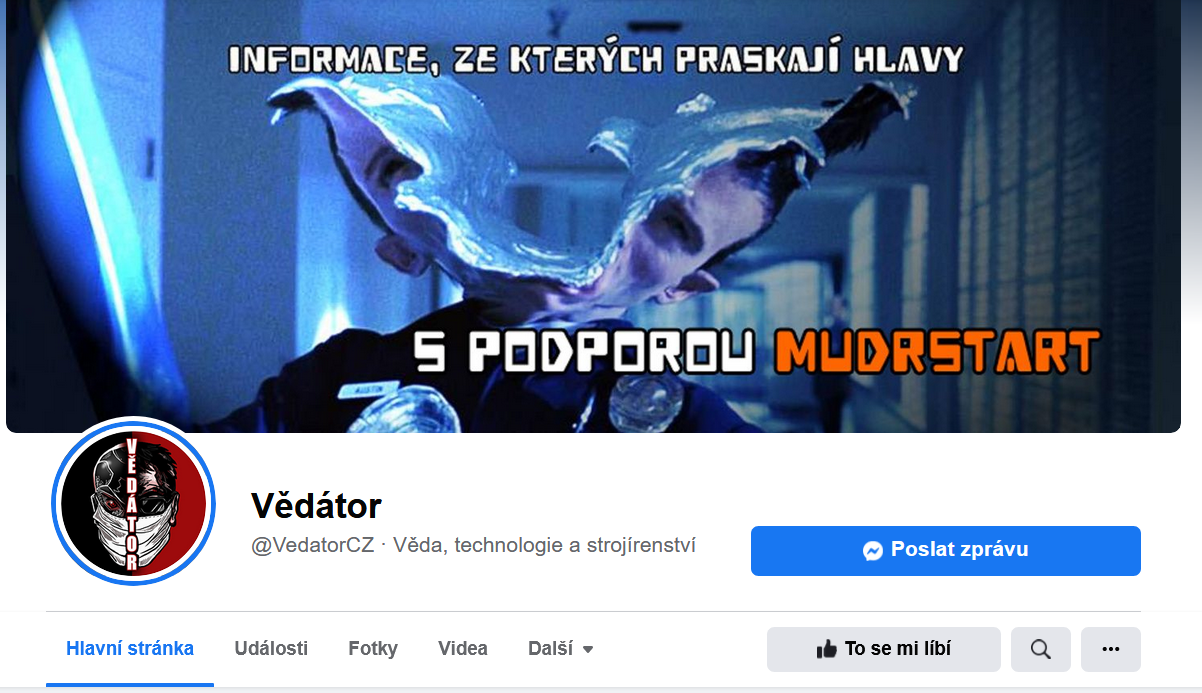 INFORMACE, ZE KTERÝCH PRASKAJÍ HLAVY
S PODPOROU MUDRSTART
AUSTIN
VĚDÁTOR
Vědátor
@VedatorCZ · Věda, technologie a strojírenství
Poslat zprávu
Hlavní stránka
Události
Fotky
Videa
Další
To se mi líbí